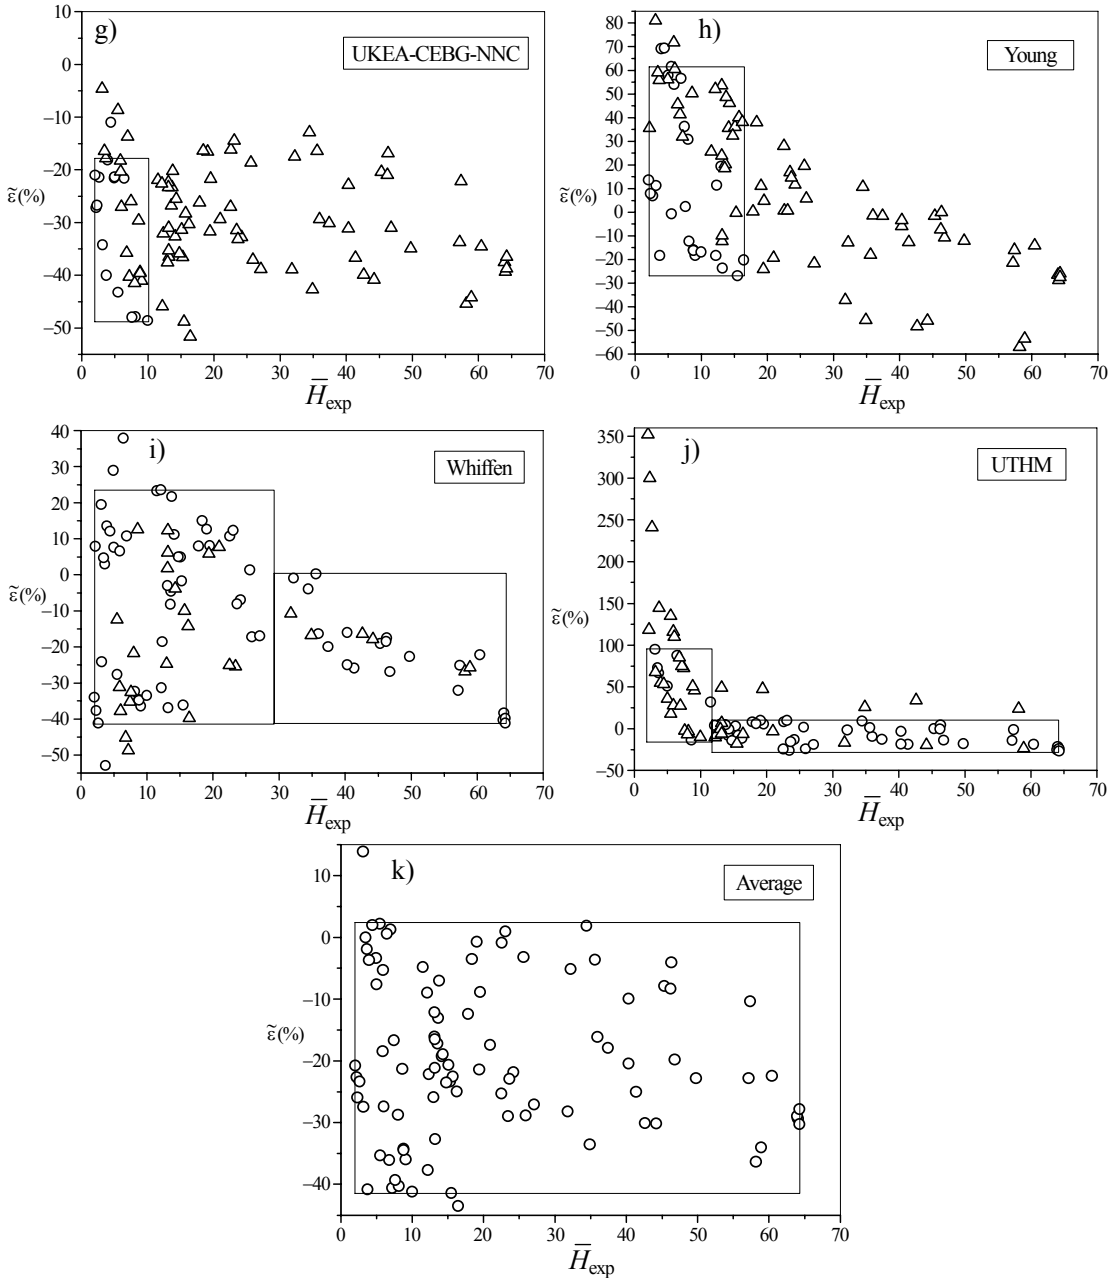 g)
UKEA-CEBG-NNC
10
0
−10
−20
−30
−40
−50
ε̃(%)
0 10 20 30 40 50 60 70
H̅exp
h)
Young
80
70
60
50
40
30
20
10
0
−10
−20
−30
−40
−50
−60
ε̃(%)
0 10 20 30 40 50 60 70
H̅exp
i)
Whiffen
40
30
20
10
0
−10
−20
−30
−40
−50
ε̃(%)
0 10 20 30 40 50 60 70
H̅exp
j)
UTHM
350
300
250
200
150
100
50
0
−50
ε̃(%)
0 10 20 30 40 50 60 70
H̅exp
k)
Average
10
0
−10
−20
−30
−40
ε̃(%)
0 10 20 30 40 50 60 70
H̅exp